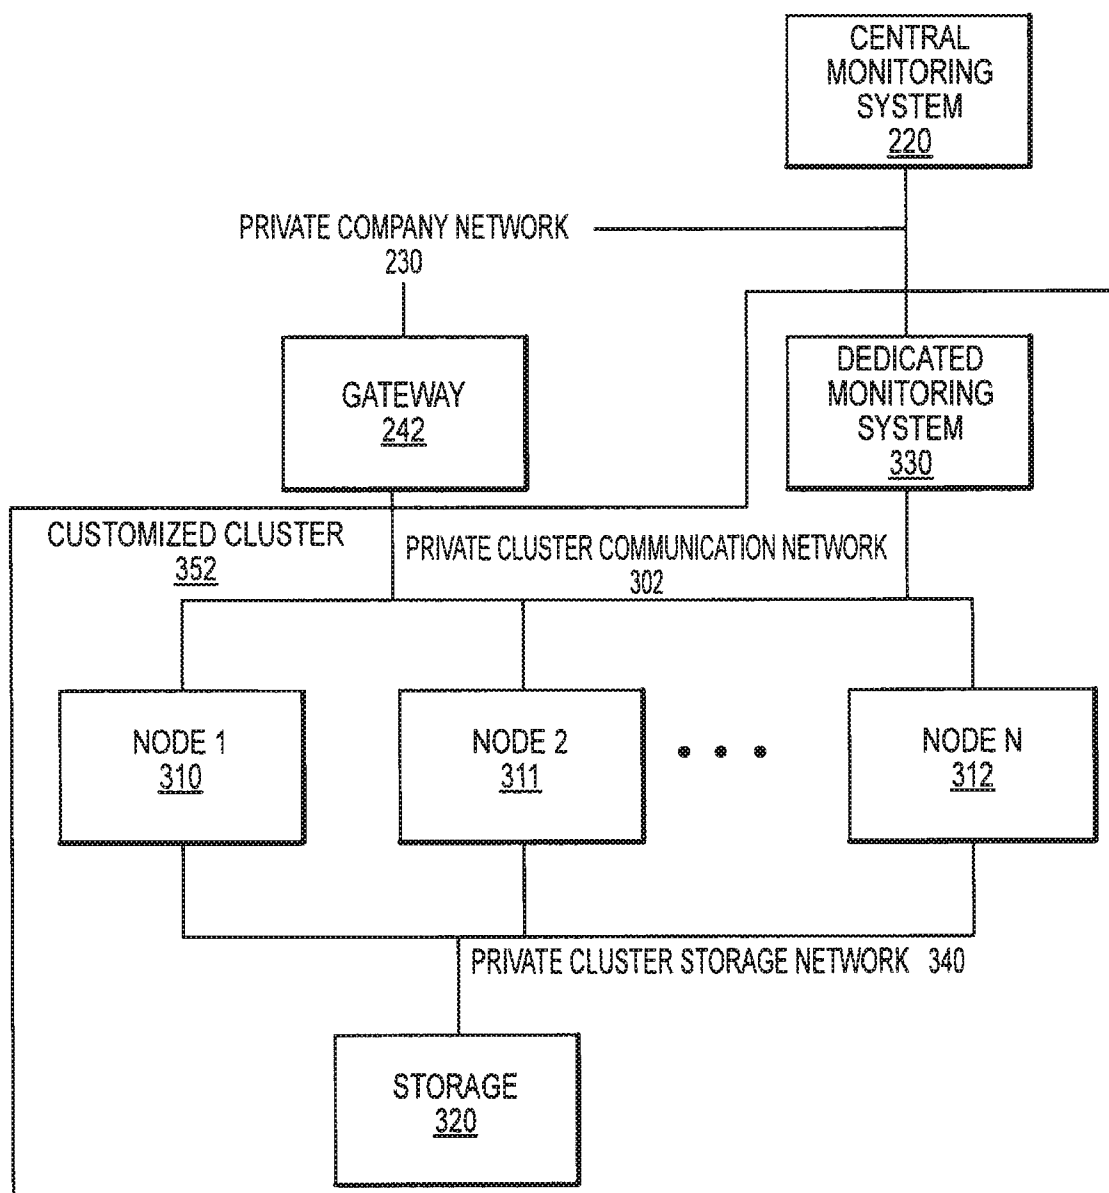 CENTRAL
MONITORING
SYSTEM
220
PRIVATE COMPANY NETWORK
230
GATEWAY
242
DEDICATED
MONITORING
SYSTEM
330
CUSTOMIZED CLUSTER
352
PRIVATE CLUSTER COMMUNICATION NETWORK
302
NODE 1
310
NODE 2
311
• • •
NODE N
312
PRIVATE CLUSTER STORAGE NETWORK 340
STORAGE
320